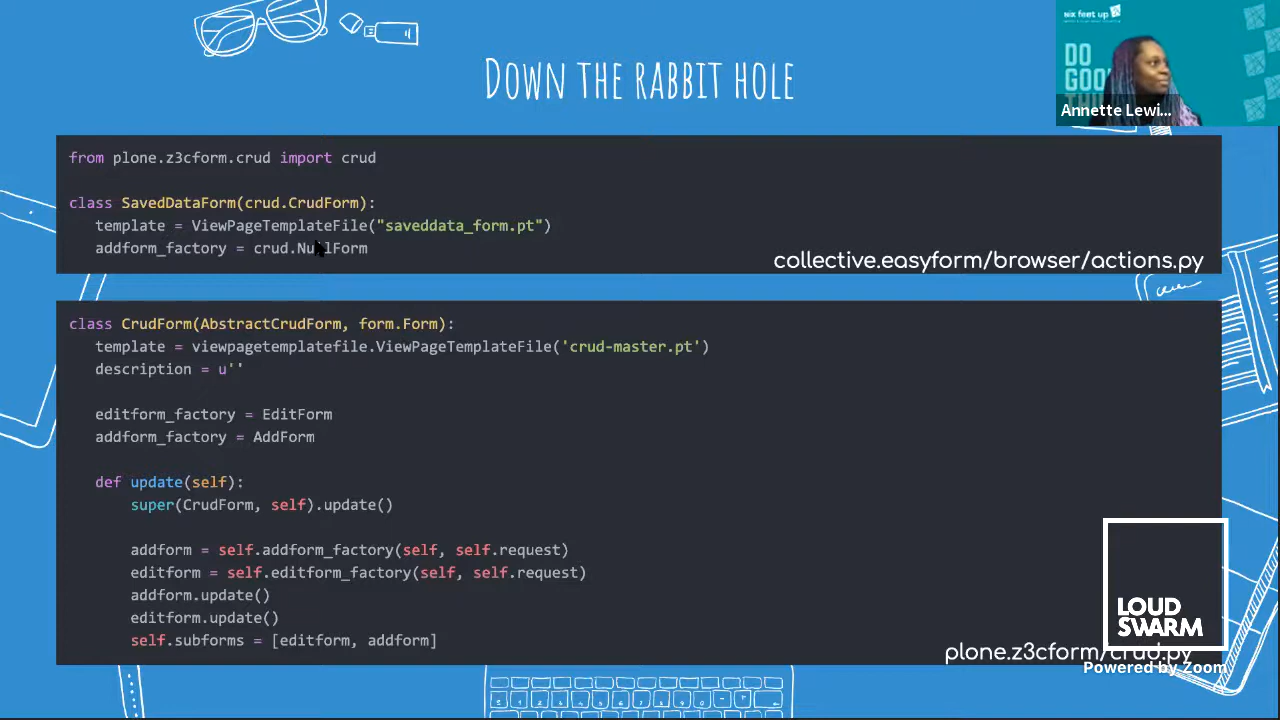 DOWN THE RABBIT HOLE
six feet up
DO
GOO
Annette Lewi...
from plone.z3cform.crud import crud
class SavedDataForm(crud.CrudForm):
template = ViewPageTemplateFile("saveddata_form.pt")
addform_factory = crud.NullForm
collective.easyform/browser/actions.py
class CrudForm(AbstractCrudForm, form.Form):
template = viewpagetemplatefile.ViewPageTemplateFile('crud-master.pt')
description = u''
editform_factory = EditForm
addform_factory = AddForm
def update(self):
super(CrudForm, self).update()
addform = self.addform_factory(self, self.request)
editform = self.editform_factory(self, self.request)
addform.update()
editform.update()
self.subforms = [editform, addform]
plone.z3cform/crud.py
LOUD
SWARM
Powered by Zoom